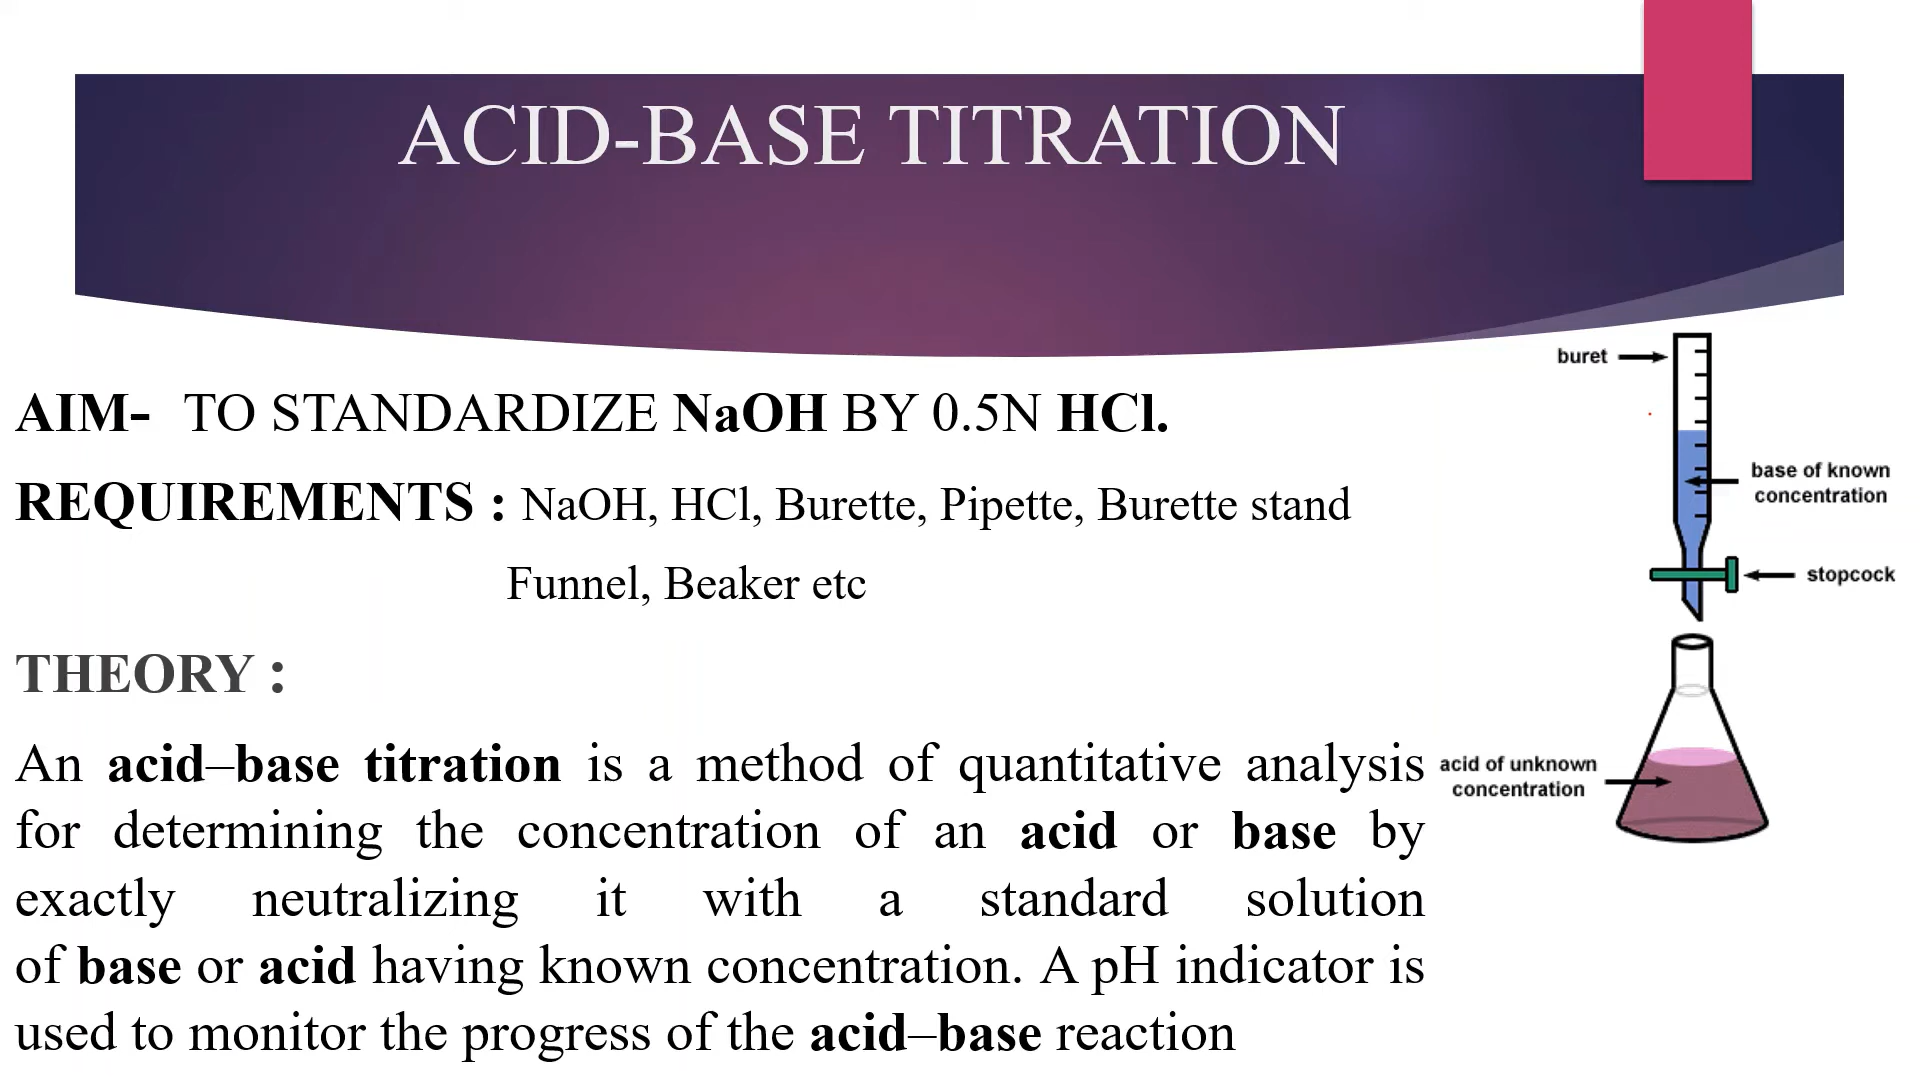 ACID-BASE TITRATION
AIM- TO STANDARDIZE NaOH BY 0.5N HCl.
REQUIREMENTS : NaOH, HCl, Burette, Pipette, Burette stand
Funnel, Beaker etc
THEORY :
An acid–base titration is a method of quantitative analysis
for determining the concentration of an acid or base by
exactly neutralizing it with a standard solution
of base or acid having known concentration. A pH indicator is
used to monitor the progress of the acid–base reaction
buret
base of known
concentration
stopcock
acid of unknown
concentration